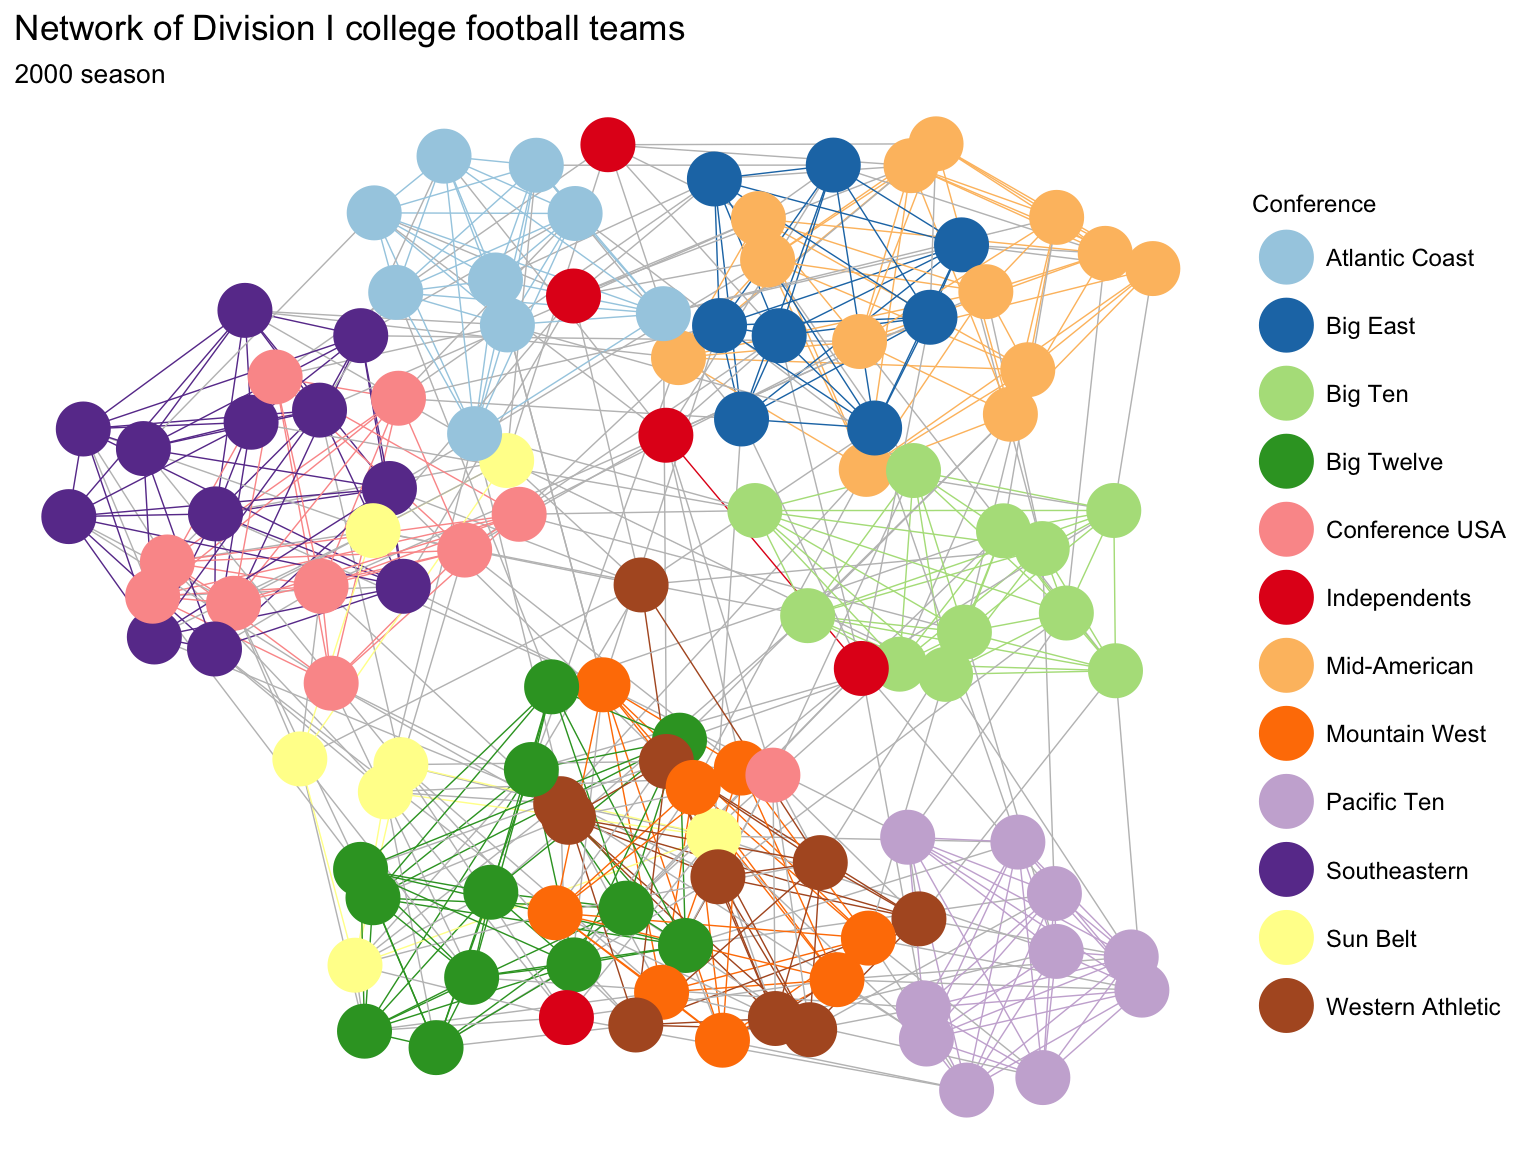 Network of Division I college football teams
2000 season
Conference
Atlantic Coast
Big East
Big Ten
Big Twelve
Conference USA
Independents
Mid-American
Mountain West
Pacific Ten
Southeastern
Sun Belt
Western Athletic